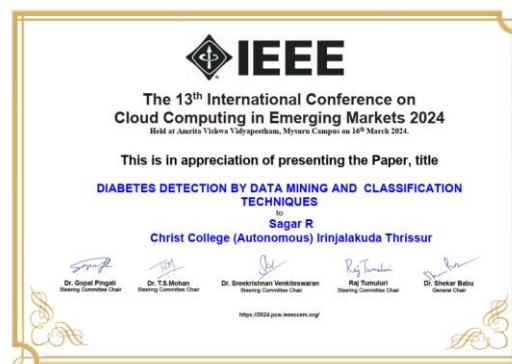 IEEE
The 13th International Conference on
Cloud Computing in Emerging Markets 2024
Held at Amrita Vishwa Vidyapeetham, Mysuru Campus on 16th March 2024.
This is in appreciation of presenting the Paper, title
DIABETES DETECTION BY DATA MINING AND CLASSIFICATION
TECHNIQUES
to
Sagar R
Christ College (Autonomous) Irinjalakuda Thrissur
Dr. Gopal Pingali Dr. T.S.Mohan Dr. Sreekrishnan Venkiteswaran Raj Tumuluri Dr. Shekar Babu
Steering Committee Chair Steering Committee Chair Steering Committee Chair Steering Committee Chair General Chair
https://2024.pcw.ieeeccem.org/